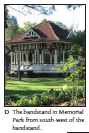 D The bandstand in Memorial
Park from south-west of the
bandstand.